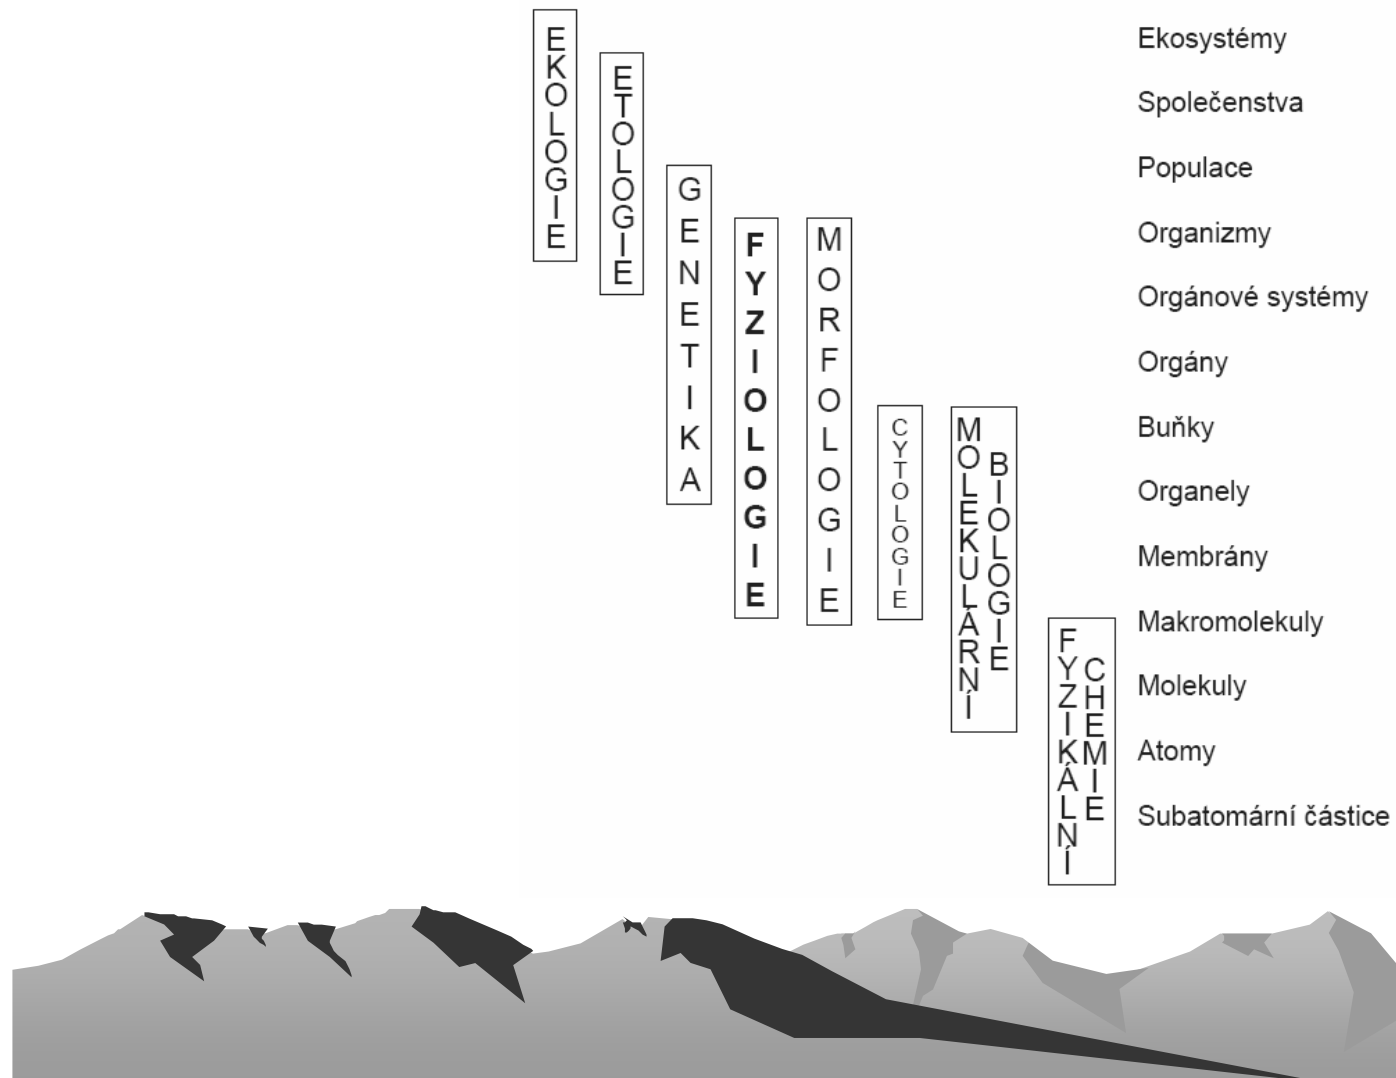 EKOLOGIE
ETOLOGIE
GENETIKA
FYZIOLOGIE
MORFOLOGIE
CYTOLOGIE
MOLEKULÁRNÍ
BIOLOGIE
FYZIKÁLNÍ
CHEMIE
Ekosystémy
Společenstva
Populace
Organizmy
Orgánové systémy
Orgány
Buňky
Organely
Membrány
Makromolekuly
Molekuly
Atomy
Subatomární částice